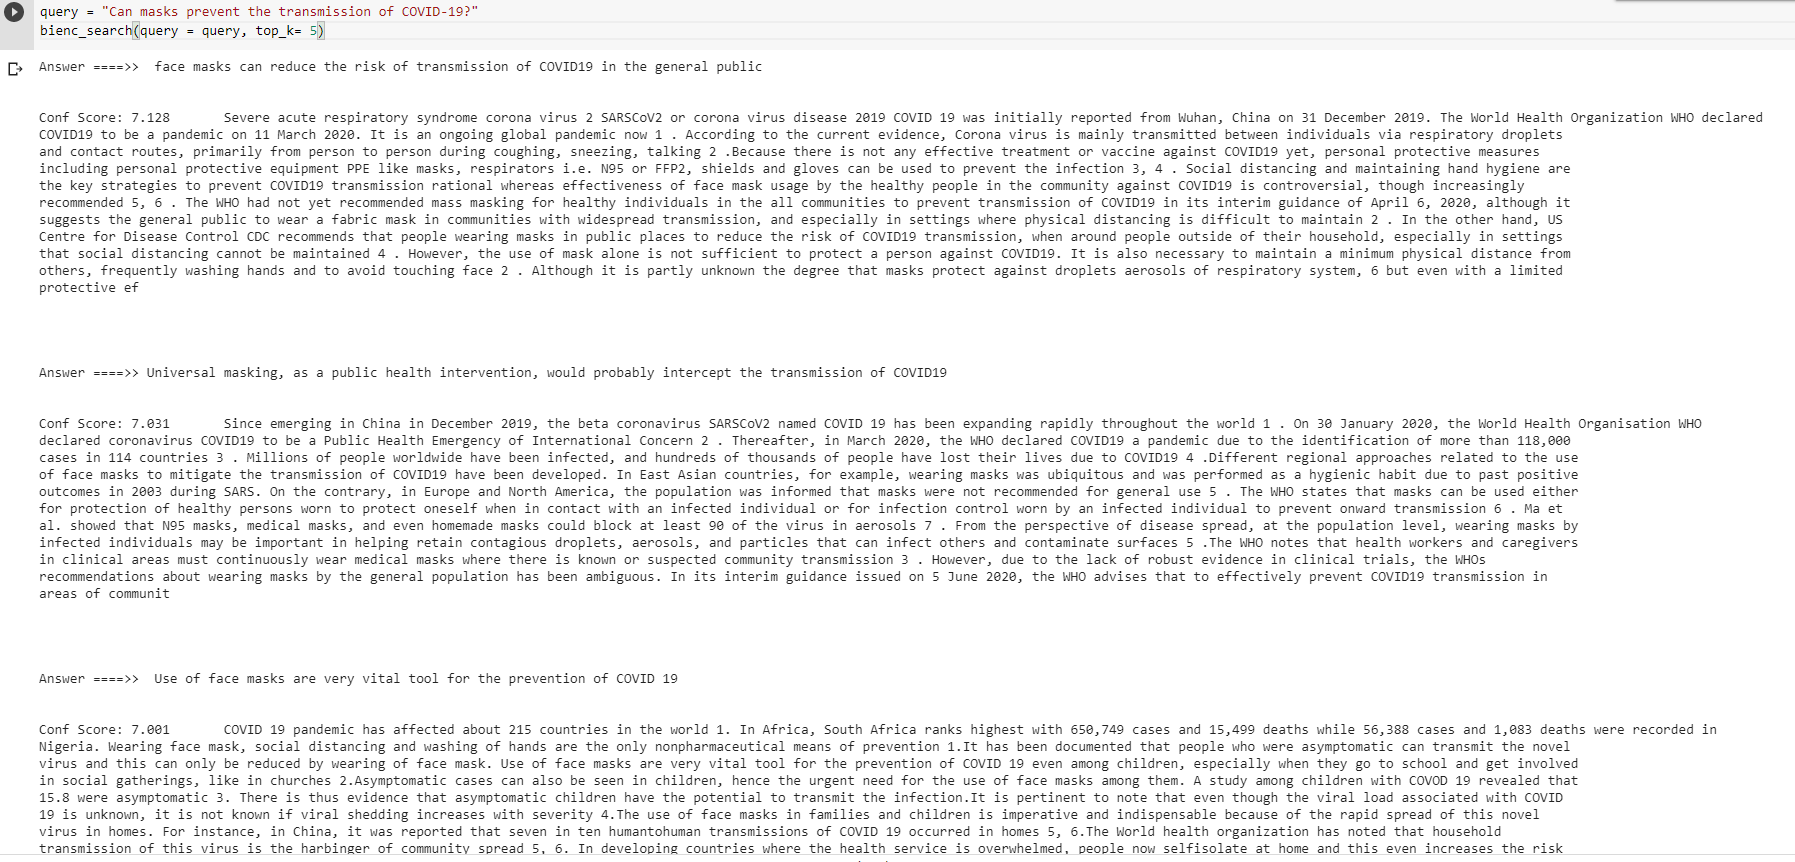 query = "Can masks prevent the transmission of COVID-19?"
bienc_search(query = query, top_k= 5)
Answer ====>>  face masks can reduce the risk of transmission of COVID19 in the general public
Conf Score: 7.128       Severe acute respiratory syndrome corona virus 2 SARSCoV2 or corona virus disease 2019 COVID 19 was initially reported from Wuhan, China on 31 December 2019. The World Health Organization WHO declared
COVID19 to be a pandemic on 11 March 2020. It is an ongoing global pandemic now 1 . According to the current evidence, Corona virus is mainly transmitted between individuals via respiratory droplets
and contact routes, primarily from person to person during coughing, sneezing, talking 2 .Because there is not any effective treatment or vaccine against COVID19 yet, personal protective measures
including personal protective equipment PPE like masks, respirators i.e. N95 or FFP2, shields and gloves can be used to prevent the infection 3, 4 . Social distancing and maintaining hand hygiene are
the key strategies to prevent COVID19 transmission rational whereas effectiveness of face mask usage by the healthy people in the community against COVID19 is controversial, though increasingly
recommended 5, 6 . The WHO had not yet recommended mass masking for healthy individuals in the all communities to prevent transmission of COVID19 in its interim guidance of April 6, 2020, although it
suggests the general public to wear a fabric mask in communities with widespread transmission, and especially in settings where physical distancing is difficult to maintain 2 . In the other hand, US
Centre for Disease Control CDC recommends that people wearing masks in public places to reduce the risk of COVID19 transmission, when around people outside of their household, especially in settings
that social distancing cannot be maintained 4 . However, the use of mask alone is not sufficient to protect a person against COVID19. It is also necessary to maintain a minimum physical distance from
others, frequently washing hands and to avoid touching face 2 . Although it is partly unknown the degree that masks protect against droplets aerosols of respiratory system, 6 but even with a limited
protective ef
Answer ====>> Universal masking, as a public health intervention, would probably intercept the transmission of COVID19
Conf Score: 7.031       Since emerging in China in December 2019, the beta coronavirus SARSCoV2 named COVID 19 has been expanding rapidly throughout the world 1 . On 30 January 2020, the World Health Organisation WHO
declared coronavirus COVID19 to be a Public Health Emergency of International Concern 2 . Thereafter, in March 2020, the WHO declared COVID19 a pandemic due to the identification of more than 118,000
cases in 114 countries 3 . Millions of people worldwide have been infected, and hundreds of thousands of people have lost their lives due to COVID19 4 .Different regional approaches related to the use
of face masks to mitigate the transmission of COVID19 have been developed. In East Asian countries, for example, wearing masks was ubiquitous and was performed as a hygienic habit due to past positive
outcomes in 2003 during SARS. On the contrary, in Europe and North America, the population was informed that masks were not recommended for general use 5 . The WHO states that masks can be used either
for protection of healthy persons worn to protect oneself when in contact with an infected individual or for infection control worn by an infected individual to prevent onward transmission 6 . Ma et
al. showed that N95 masks, medical masks, and even homemade masks could block at least 90 of the virus in aerosols 7 . From the perspective of disease spread, at the population level, wearing masks by
infected individuals may be important in helping retain contagious droplets, aerosols, and particles that can infect others and contaminate surfaces 5 .The WHO notes that health workers and caregivers
in clinical areas must continuously wear medical masks where there is known or suspected community transmission 3 . However, due to the lack of robust evidence in clinical trials, the WHOs
recommendations about wearing masks by the general population has been ambiguous. In its interim guidance issued on 5 June 2020, the WHO advises that to effectively prevent COVID19 transmission in
areas of communit
Answer ====>>  Use of face masks are very vital tool for the prevention of COVID 19
Conf Score: 7.001       COVID 19 pandemic has affected about 215 countries in the world 1. In Africa, South Africa ranks highest with 650,749 cases and 15,499 deaths while 56,388 cases and 1,083 deaths were recorded in
Nigeria. Wearing face mask, social distancing and washing of hands are the only nonpharmaceutical means of prevention 1.It has been documented that people who were asymptomatic can transmit the novel
virus and this can only be reduced by wearing of face mask. Use of face masks are very vital tool for the prevention of COVID 19 even among children, especially when they go to school and get involved
in social gatherings, like in churches 2.Asymptomatic cases can also be seen in children, hence the urgent need for the use of face masks among them. A study among children with COVOD 19 revealed that
15.8 were asymptomatic 3. There is thus evidence that asymptomatic children have the potential to transmit the infection.It is pertinent to note that even though the viral load associated with COVID
19 is unknown, it is not known if viral shedding increases with severity 4.The use of face masks in families and children is imperative and indispensable because of the rapid spread of this novel
virus in homes. For instance, in China, it was reported that seven in ten humantohuman transmissions of COVID 19 occurred in homes 5, 6.The World health organization has noted that household
transmission of this virus is the harbinger of community spread 5, 6. In developing countries where the health service is overwhelmed, people now selfisolate at home and this even increases the risk